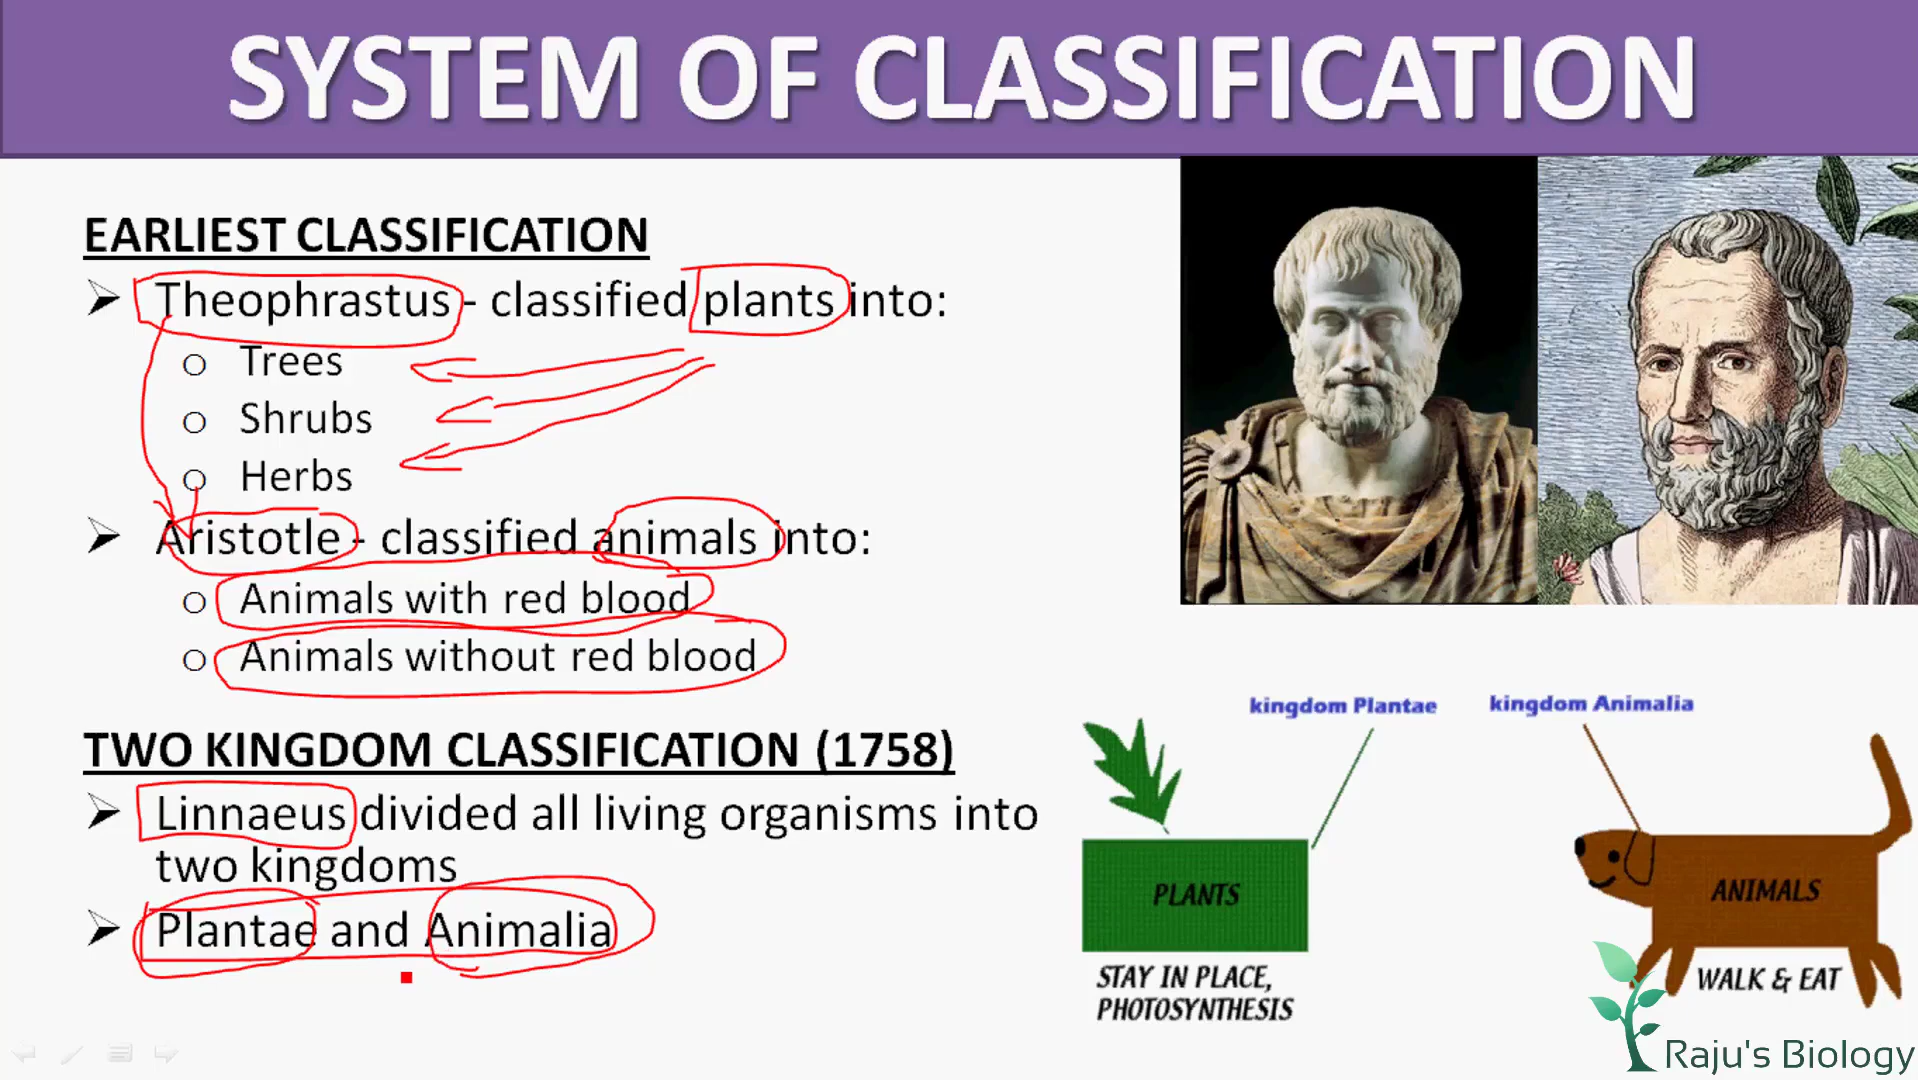 SYSTEM OF CLASSIFICATION
EARLIEST CLASSIFICATION
Theophrastus - classified plants into:
Trees
Shrubs
Herbs
Aristotle - classified animals into:
Animals with red blood
Animals without red blood
TWO KINGDOM CLASSIFICATION (1758)
Linnaeus divided all living organisms into
two kingdoms
Plantae and Animalia
kingdom Plantae
kingdom Animalia
PLANTS
ANIMALS
STAY IN PLACE,
PHOTOSYNTHESIS
WALK & EAT
Raju's Biology